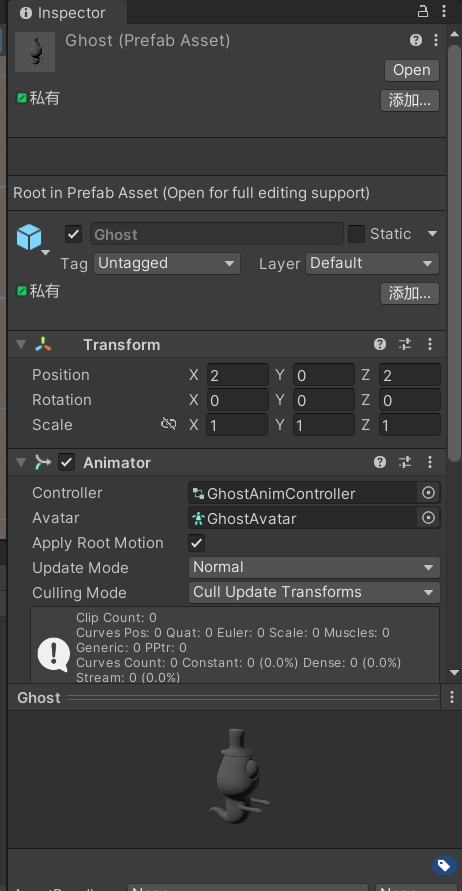 Inspector
Ghost (Prefab Asset)
Open
私有
添加...
Root in Prefab Asset (Open for full editing support)
Ghost
Static
Tag Untagged Layer Default
私有
添加...
Transform
Position X 2 Y 0 Z 2
Rotation X 0 Y 0 Z 0
Scale X 1 Y 1 Z 1
Animator
Controller GhostAnimController
Avatar GhostAvatar
Apply Root Motion
Update Mode Normal
Culling Mode Cull Update Transforms
Clip Count: 0
Curves Pos: 0 Quat: 0 Euler: 0 Scale: 0 Muscles: 0
Generic: 0 PPtr: 0
Curves Count: 0 Constant: 0 (0.0%) Dense: 0 (0.0%)
Stream: 0 (0.0%)
Ghost